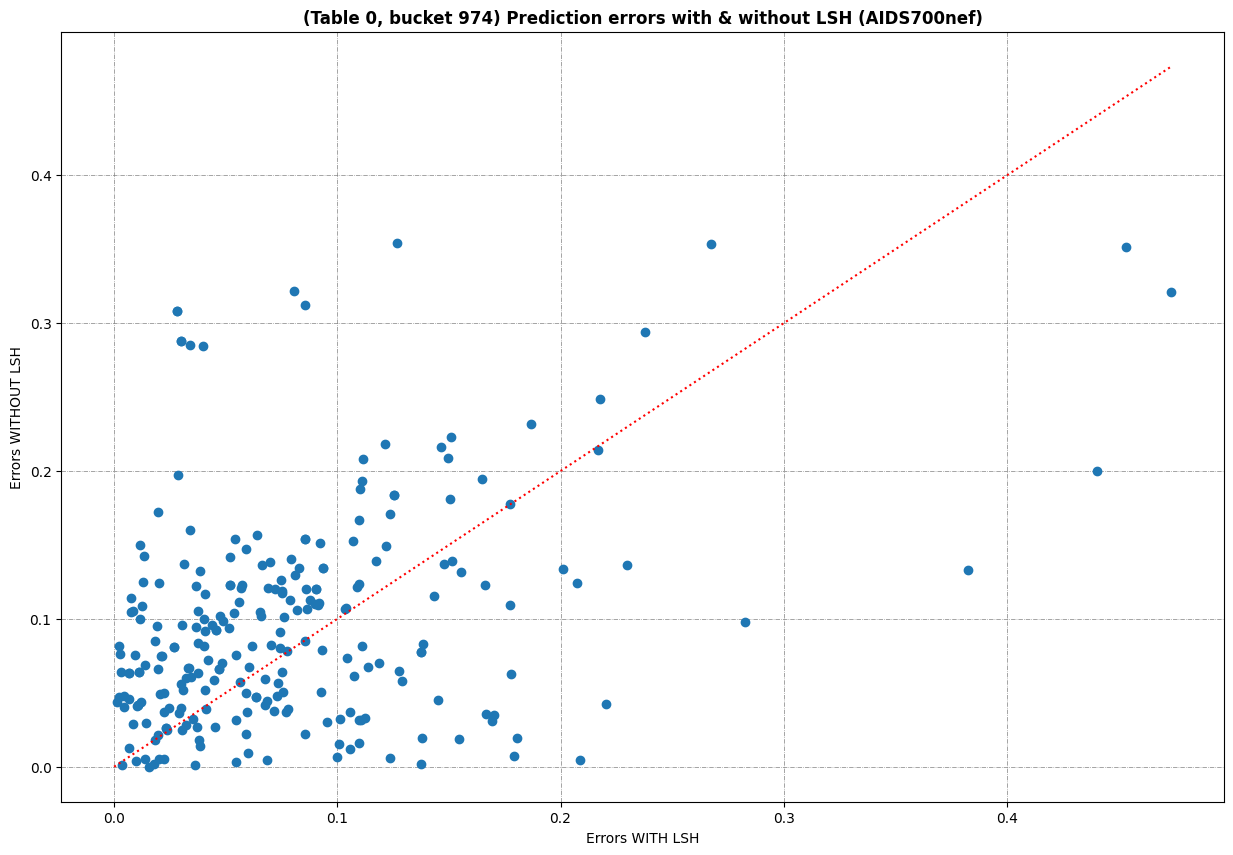 (Table 0, bucket 974) Prediction errors with & without LSH (AIDS700nef)
Errors WITHOUT LSH
0.4
0.3
0.2
0.1
0.0
0.0 0.1 0.2 0.3 0.4
Errors WITH LSH